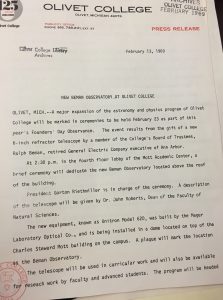 125
OLIVET COLLEGE
OLIVET, MICHIGAN 49076
FEBRUARY 1969
PRESS RELEASE
College
Archives
February 13, 1969
NEW BEMAN OBSERVATORY AT OLIVET COLLEGE
OLIVET, MICH.--A major expansion of the astronomy and physics program of Olivet
College will be marked in ceremonies to be held February 23 as part of this
year's Founders' Day Observance. The event results from the gift of a new
8-inch refractor telescope by a member of the College's Board of Trustees,
Ralph Beman, retired General Electric Company executive of Ann Arbor.
At 2:30 p.m. in the fourth floor lobby of the Mott Academic Center, a
brief ceremony will dedicate the new Beman Observatory located above the roof
of the building.
President Gorton Riethmiller is in charge of the ceremony. A description
of the telescope will be given by Dr. John Roberts, Dean of the Faculty of
Natural Sciences.
The new equipment, known as Unitron Model 620, was built by the
Laboratory Optical Co., and is being installed in a dome located on top of the
Charles Steward Mott building on the campus. A plaque will mark the location
as the Beman Observatory.
The telescope will be used in curricular work and will also be available
for research work by faculty and advanced students. The program will be headed